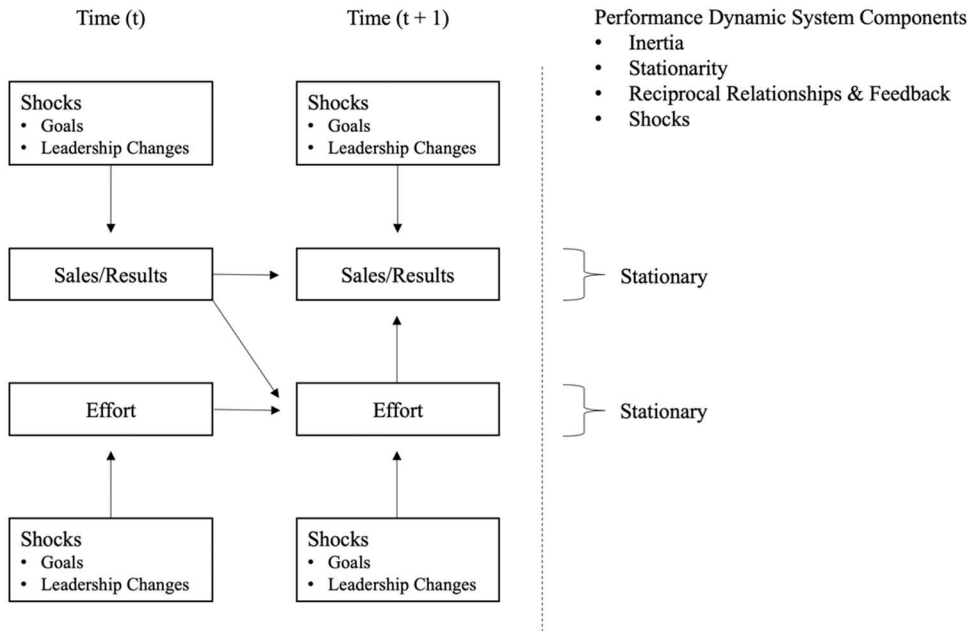 Time (t)
Time (t + 1)
Performance Dynamic System Components
• Inertia
• Stationarity
• Reciprocal Relationships & Feedback
• Shocks
Shocks
• Goals
• Leadership Changes
Shocks
• Goals
• Leadership Changes
Sales/Results
Sales/Results
Stationary
Effort
Effort
Stationary
Shocks
• Goals
• Leadership Changes
Shocks
• Goals
• Leadership Changes